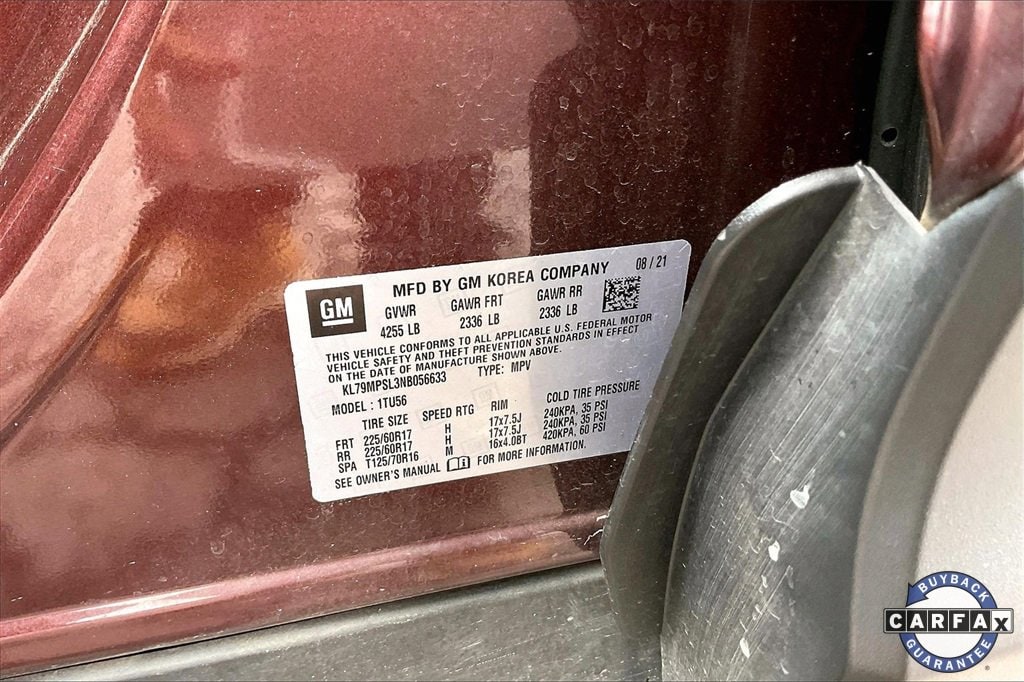 GM
MFD BY GM KOREA COMPANY 08 / 21
GVWR GAWR FRT GAWR RR
4255 LB 2336 LB 2336 LB
THIS VEHICLE CONFORMS TO ALL APPLICABLE U.S. FEDERAL MOTOR
VEHICLE SAFETY AND THEFT PREVENTION STANDARDS IN EFFECT
ON THE DATE OF MANUFACTURE SHOWN ABOVE.
KL79MPSL3NB056633 TYPE: MPV
MODEL: 1TU56
TIRE SIZE SPEED RTG RIM COLD TIRE PRESSURE
FRT 225/60R17 H 17x7.5J 240KPA, 35 PSI
RR 225/60R17 H 17x7.5J 240KPA, 35 PSI
SPA T125/70R16 M 16x4.0BT 420KPA, 60 PSI
SEE OWNER'S MANUAL FOR MORE INFORMATION.
BUYBACK
CARFAX
GUARANTEE
®